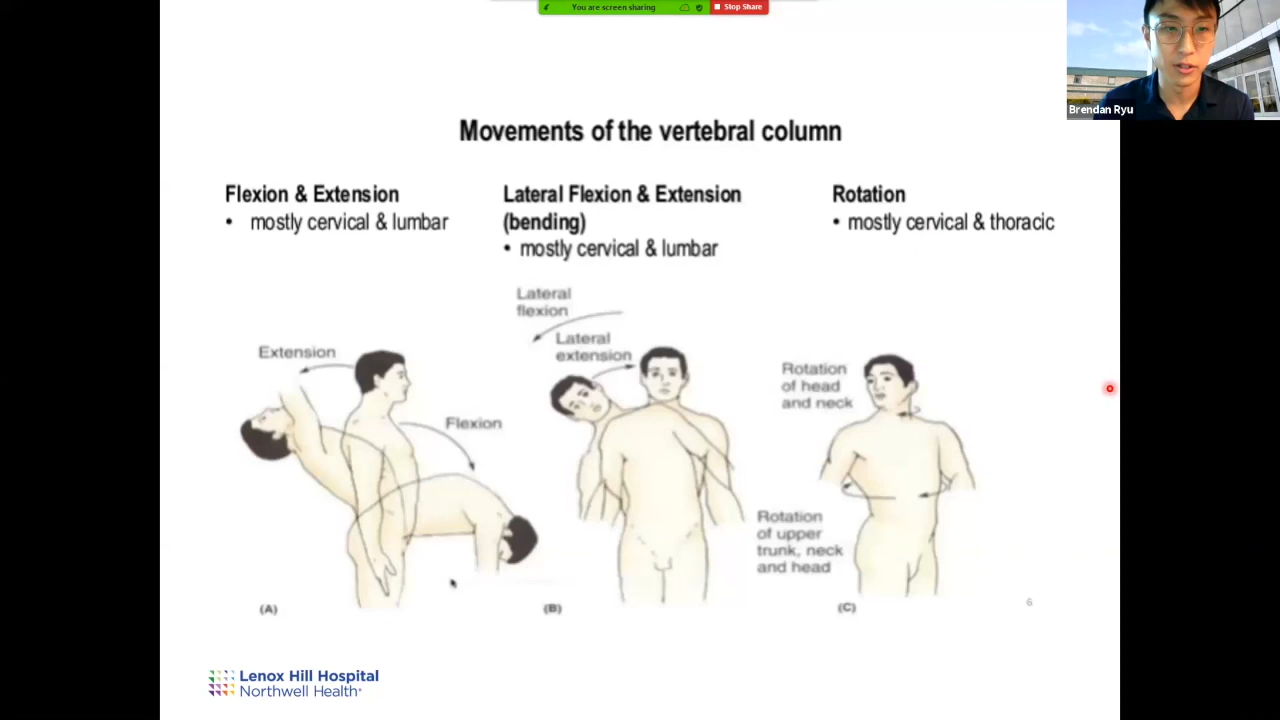 You are screen sharing
Stop Share
Brendan Ryu
Movements of the vertebral column
Flexion & Extension
• mostly cervical & lumbar
Lateral Flexion & Extension
(bending)
• mostly cervical & lumbar
Rotation
• mostly cervical & thoracic
Extension
Flexion
(A)
Lateral
flexion
Lateral
extension
(B)
Rotation
of head
and neck
Rotation
of upper
trunk, neck
and head
(C)
6
Lenox Hill Hospital
Northwell Health®